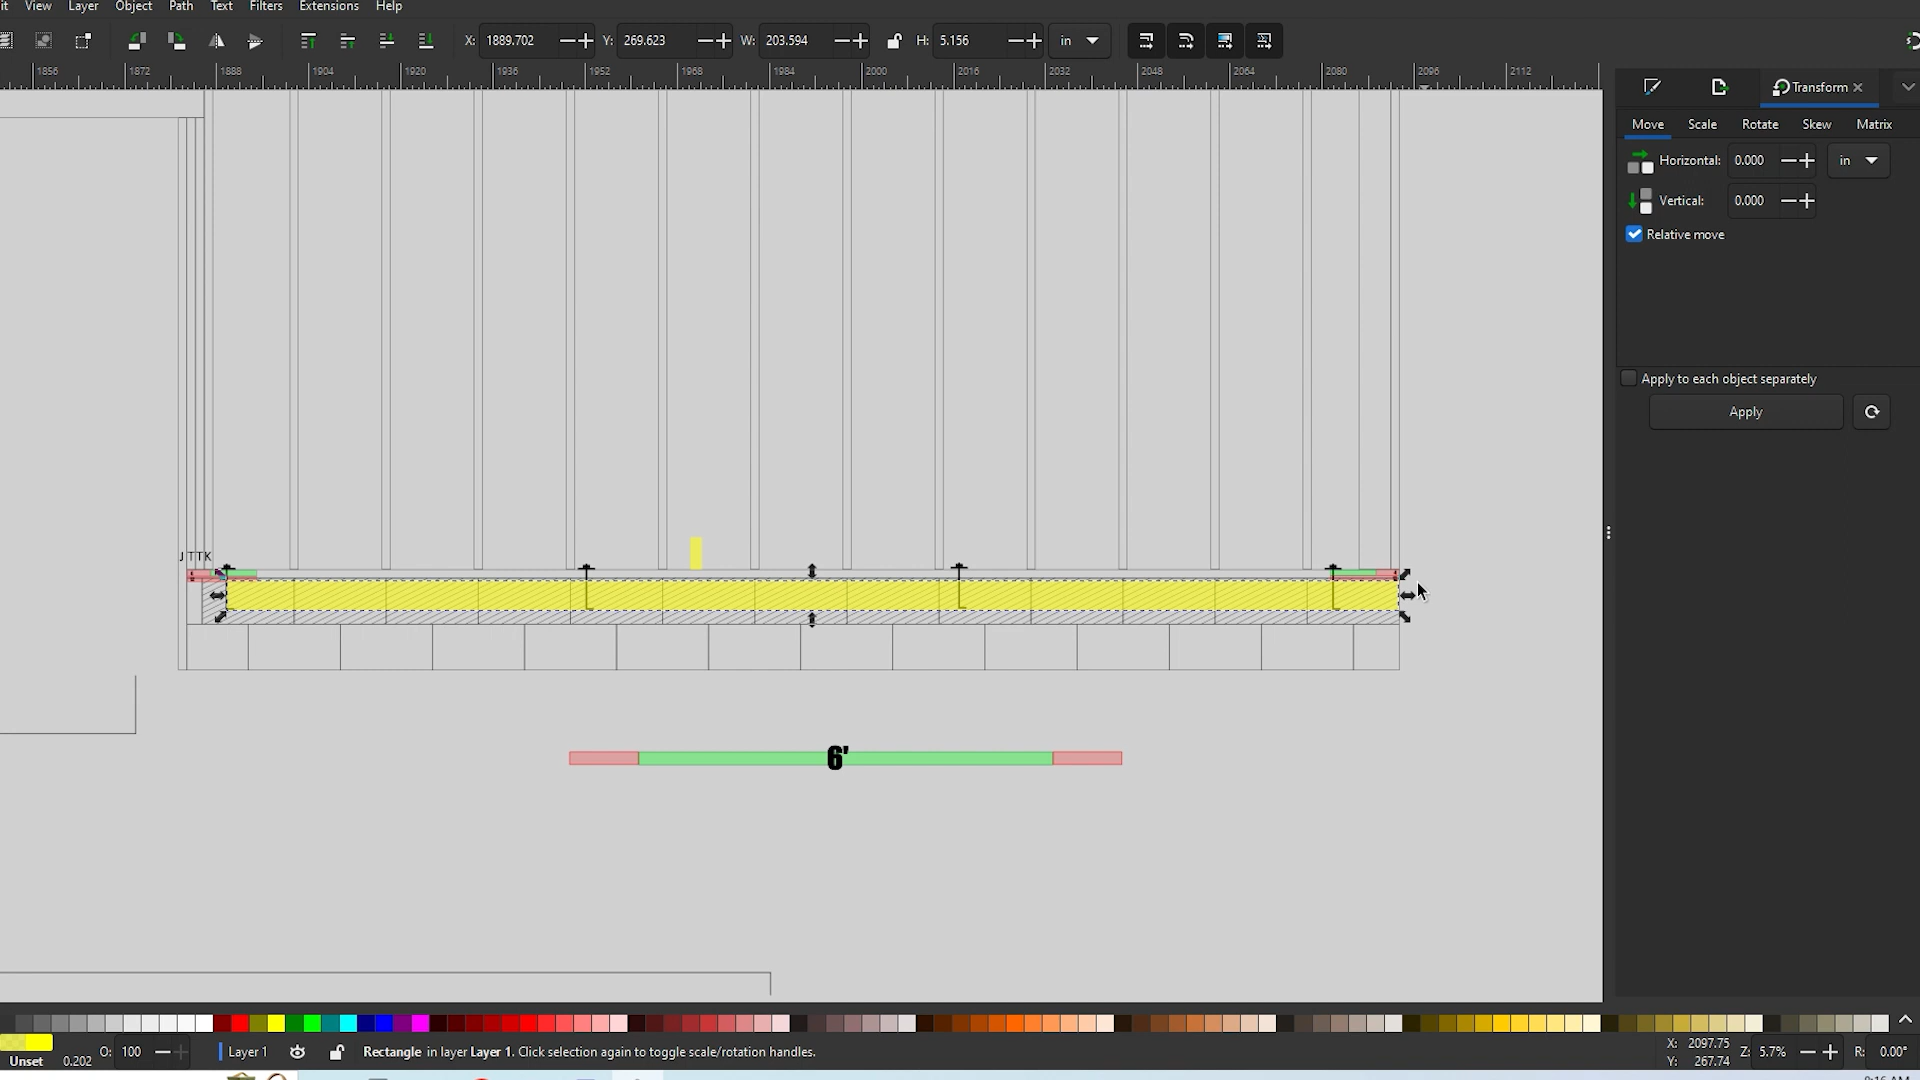 it View Layer Object Path Text Filters Extensions Help
X: 1889.702 Y: 269.623 W: 203.594 H: 5.156 in
1856 1872 1888 1904 1920 1936 1952 1968 1984 2000 2016 2032 2048 2064 2080 2096 2112
Transform
Move Scale Rotate Skew Matrix
Horizontal: 0.000 in
Vertical: 0.000
Relative move
Apply to each object separately
Apply
J TTK
6'
Unset 0.202 O: 100 Layer 1 Rectangle in layer Layer 1. Click selection again to toggle scale/rotation handles.
X: 2097.75
Y: 267.74
Z: 5.7% R: 0.00°